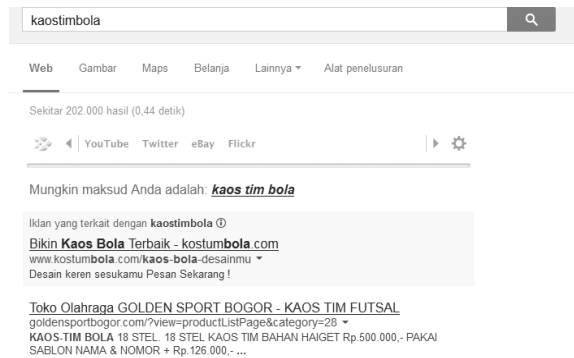 kaostimbola
Web Gambar Maps Belanja Lainnya Alat penelusuran
Sekitar 202.000 hasil (0,44 detik)
YouTube Twitter eBay Flickr
Mungkin maksud Anda adalah: kaos tim bola
Iklan yang terkait dengan kaostimbola
Bikin Kaos Bola Terbaik - kostumbola.com
www.kostumbola.com/kaos-bola-desainmu
Desain keren sesukamu Pesan Sekarang !
Toko Olahraga GOLDEN SPORT BOGOR - KAOS TIM FUTSAL
goldensportbogor.com/?view=productListPage&category=28
KAOS-TIM BOLA 18 STEL. 18 STEL KAOS TIM BAHAN HAIGET Rp.500.000,- PAKAI
SABLON NAMA & NOMOR + Rp.126.000,- ...